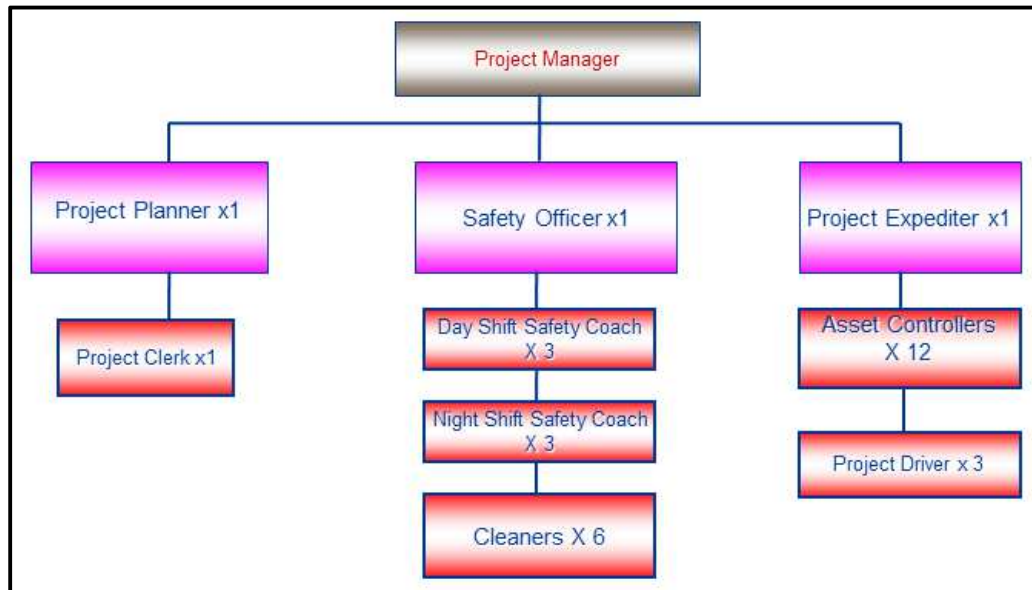 Project Manager
Project Planner x1
Safety Officer x1
Project Expediter x1
Project Clerk x1
Day Shift Safety Coach
X 3
Night Shift Safety Coach
X 3
Cleaners X 6
Asset Controllers
X 12
Project Driver x 3